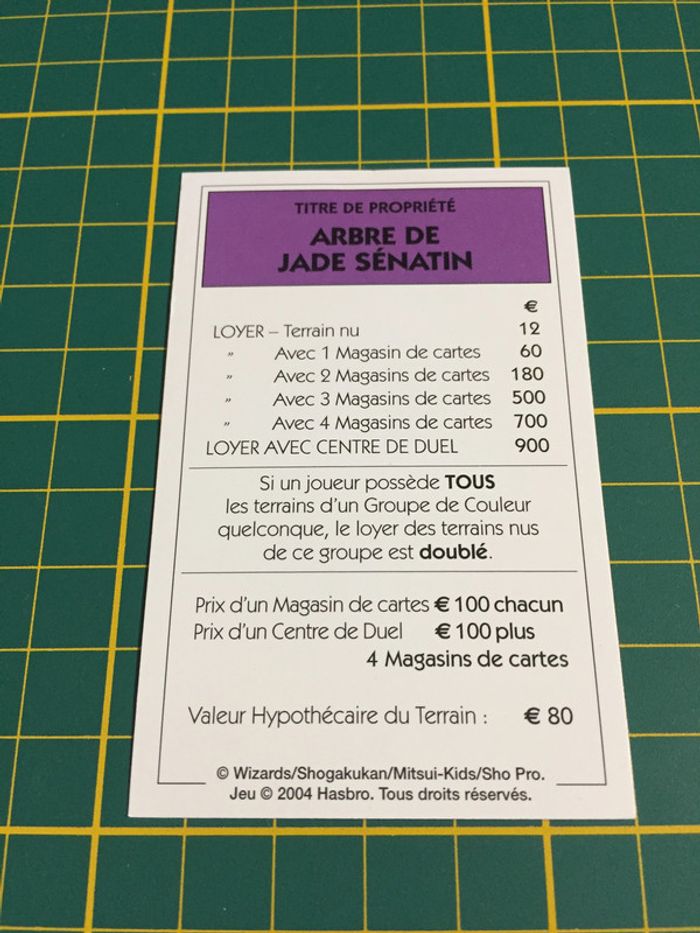 TITRE DE PROPRIÉTÉ
ARBRE DE
JADE SÉNATIN
€
LOYER – Terrain nu 12
" Avec 1 Magasin de cartes 60
" Avec 2 Magasins de cartes 180
" Avec 3 Magasins de cartes 500
" Avec 4 Magasins de cartes 700
LOYER AVEC CENTRE DE DUEL 900
Si un joueur possède TOUS
les terrains d'un Groupe de Couleur
quelconque, le loyer des terrains nus
de ce groupe est doublé.
Prix d'un Magasin de cartes € 100 chacun
Prix d'un Centre de Duel € 100 plus
4 Magasins de cartes
Valeur Hypothécaire du Terrain : € 80
© Wizards/Shogakukan/Mitsui-Kids/Sho Pro.
Jeu © 2004 Hasbro. Tous droits réservés.